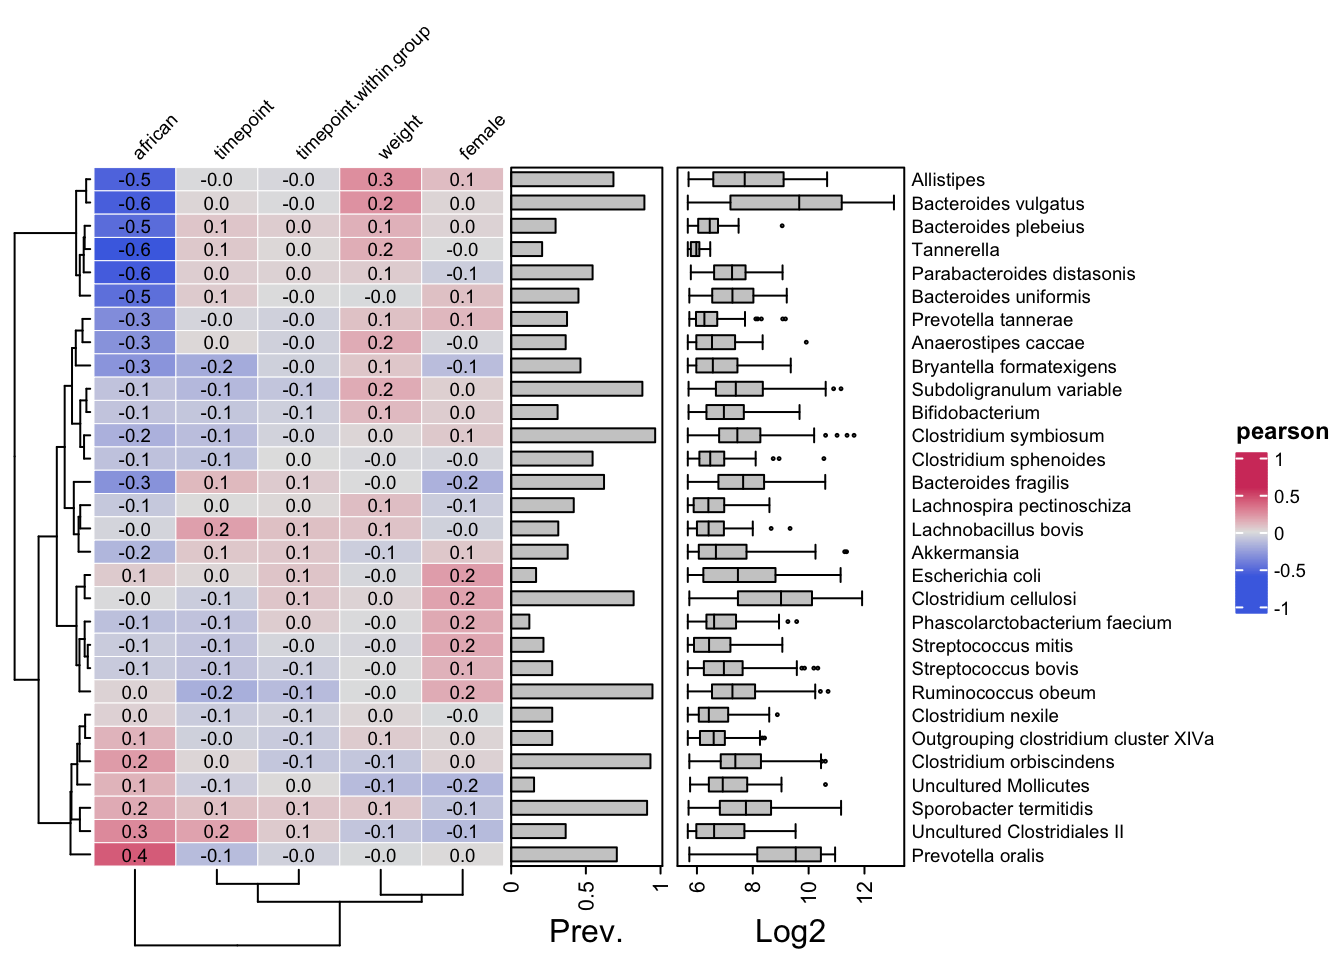 african timepoint timepoint.within.group weight female
-0.5 -0.0 -0.0 0.3 0.1 Allistipes
-0.6 0.0 -0.0 0.2 0.0 Bacteroides vulgatus
-0.5 0.1 0.0 0.1 0.0 Bacteroides plebeius
-0.6 0.1 0.0 0.2 -0.0 Tannerella
-0.6 0.0 0.0 0.1 -0.1 Parabacteroides distasonis
-0.5 0.1 -0.0 -0.0 0.1 Bacteroides uniformis
-0.3 -0.0 -0.0 0.1 0.1 Prevotella tannerae
-0.3 0.0 -0.0 0.2 -0.0 Anaerostipes caccae
-0.3 -0.2 -0.0 0.1 -0.1 Bryantella formatexigens
-0.1 -0.1 -0.1 0.2 0.0 Subdoligranulum variable
-0.1 -0.1 -0.1 0.1 0.0 Bifidobacterium
-0.2 -0.1 -0.0 0.0 0.1 Clostridium symbiosum
-0.1 -0.1 0.0 -0.0 -0.0 Clostridium sphenoides
-0.3 0.1 0.1 -0.0 -0.2 Bacteroides fragilis
-0.1 0.0 0.0 0.1 -0.1 Lachnospira pectinoschiza
-0.0 0.2 0.1 0.1 -0.0 Lachnobacillus bovis
-0.2 0.1 0.1 -0.1 0.1 Akkermansia
0.1 0.0 0.1 -0.0 0.2 Escherichia coli
-0.0 -0.1 0.1 0.0 0.2 Clostridium cellulosi
-0.1 -0.1 0.0 -0.0 0.2 Phascolarctobacterium faecium
-0.1 -0.1 -0.0 -0.0 0.2 Streptococcus mitis
-0.1 -0.1 -0.1 -0.0 0.1 Streptococcus bovis
0.0 -0.2 -0.1 -0.0 0.2 Ruminococcus obeum
0.0 -0.1 -0.1 0.0 -0.0 Clostridium nexile
0.1 -0.0 -0.1 0.1 0.0 Outgrouping clostridium cluster XIVa
0.2 0.0 -0.1 -0.1 0.0 Clostridium orbiscindens
0.1 -0.1 0.0 -0.1 -0.2 Uncultured Mollicutes
0.2 0.1 0.1 0.1 -0.1 Sporobacter termitidis
0.3 0.2 0.1 -0.1 -0.1 Uncultured Clostridiales II
0.4 -0.1 -0.0 -0.0 0.0 Prevotella oralis
0 0.5 1
Prev.
6 8 10 12
Log2
pearson
1
0.5
0
-0.5
-1